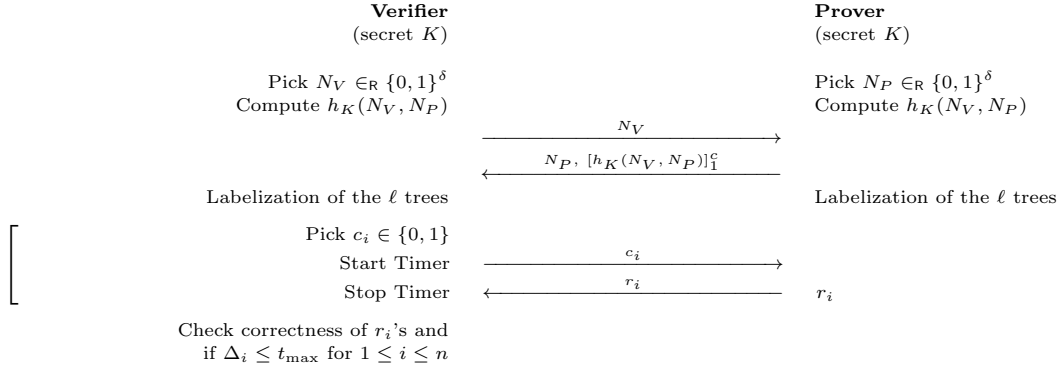 Verifier Prover
(secret K) (secret K)
Pick N_V ∈_R {0, 1}^δ Pick N_P ∈_R {0, 1}^δ
Compute h_K(N_V, N_P) Compute h_K(N_V, N_P)
N_V
N_P, [h_K(N_V, N_P)]_1^c
Labelization of the ℓ trees Labelization of the ℓ trees
Pick c_i ∈ {0, 1}
Start Timer c_i
Stop Timer r_i r_i
Check correctness of r_i's and
if Δ_i ≤ t_max for 1 ≤ i ≤ n